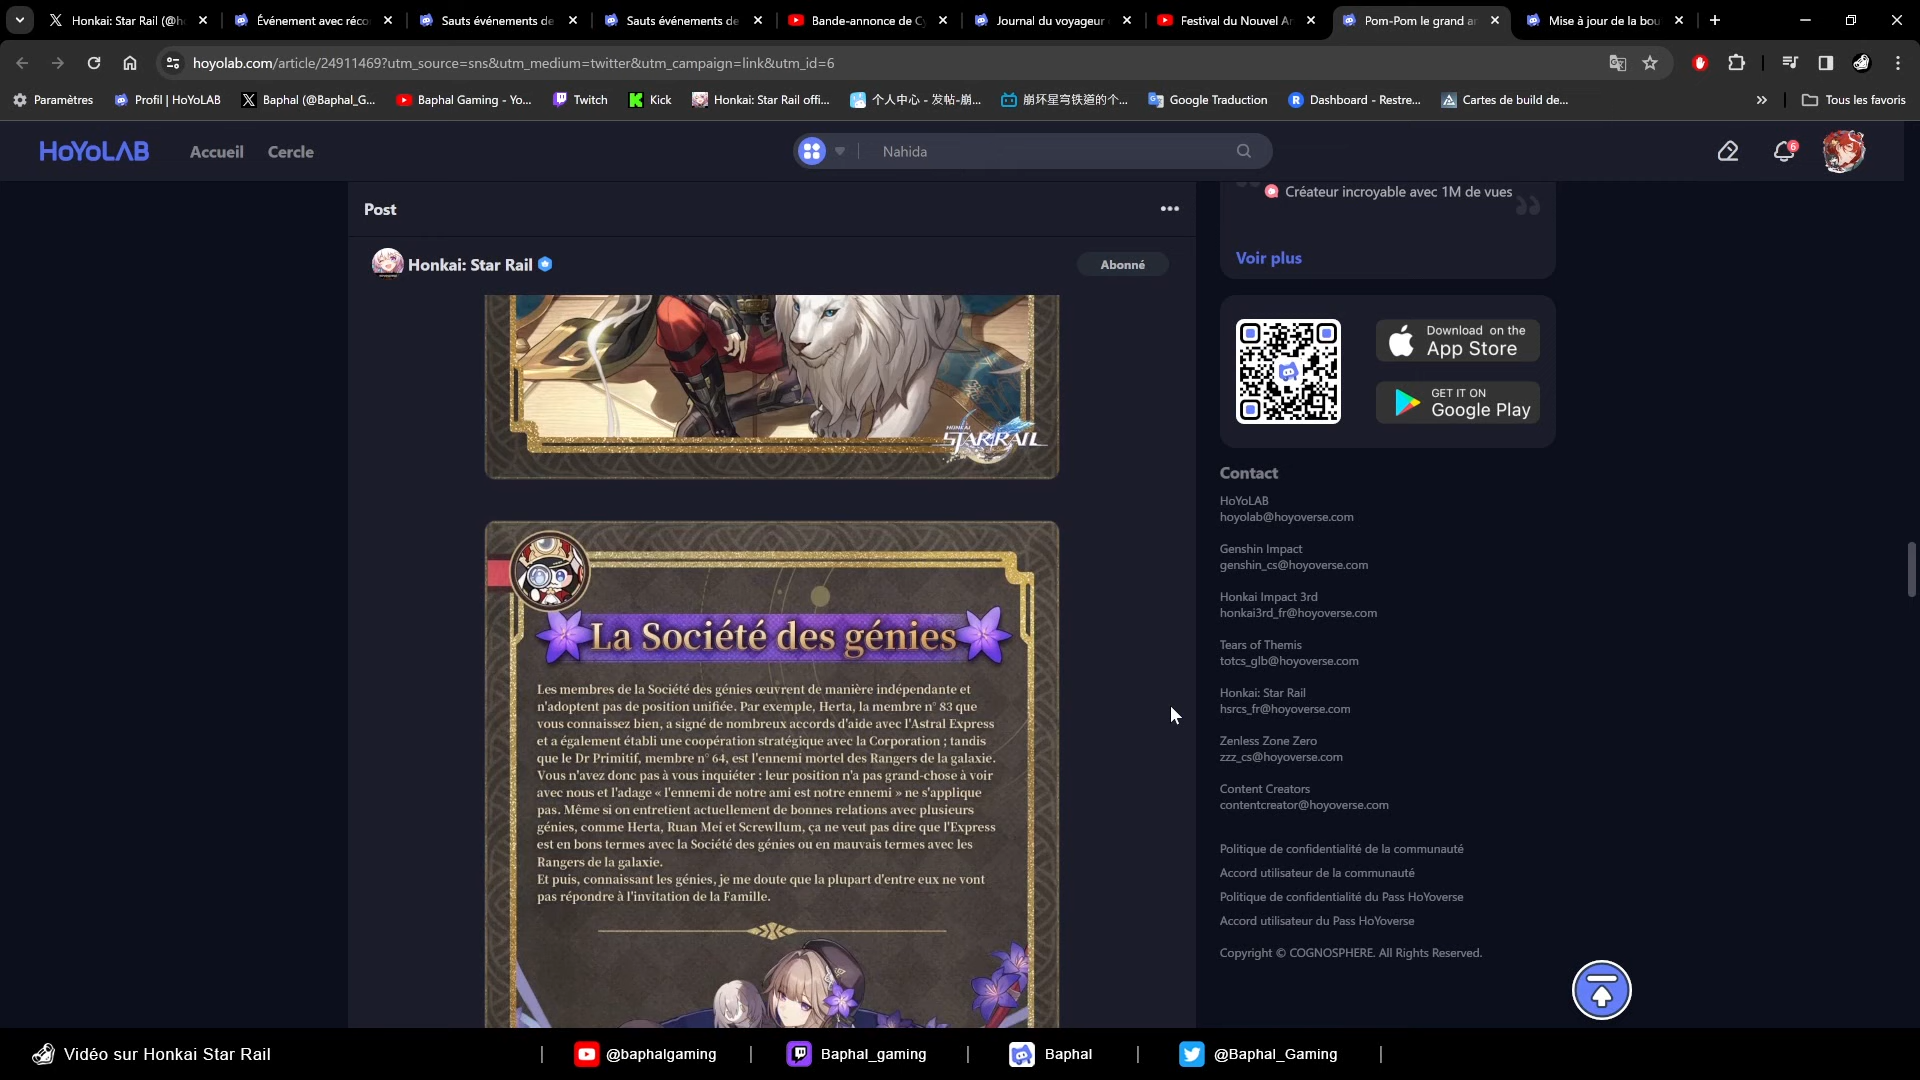 Honkai: Star Rail (@h
Événement avec réco
Sauts événements de
Sauts événements de
Bande-annonce de Cy
Journal du voyageur
Festival du Nouvel Ar
Pom-Pom le grand ar
Mise à jour de la bou
hoyolab.com/article/24911469?utm_source=sns&utm_medium=twitter&utm_campaign=link&utm_id=6
Paramètres
Profil | HoYoLAB
Baphal (@Baphal_G...
Baphal Gaming - Yo...
Twitch
Kick
Honkai: Star Rail offi...
个人中心 - 发帖-崩...
崩坏星穹铁道的个...
Google Traduction
Dashboard - Restre...
Cartes de build de...
»
Tous les favoris
HoYoLAB
Accueil
Cercle
Nahida
6
Post
Honkai: Star Rail
Abonné
HONKAI
STAR RAIL
La Société des génies
Les membres de la Société des génies œuvrent de manière indépendante et
n'adoptent pas de position unifiée. Par exemple, Herta, la membre n° 83 que
vous connaissez bien, a signé de nombreux accords d'aide avec l'Astral Express
et a également établi une coopération stratégique avec la Corporation ; tandis
que le Dr Primitif, membre n° 64, est l'ennemi mortel des Rangers de la galaxie.
Vous n'avez donc pas à vous inquiéter : leur position n'a pas grand-chose à voir
avec nous et l'adage « l'ennemi de notre ami est notre ennemi » ne s'applique
pas. Même si on entretient actuellement de bonnes relations avec plusieurs
génies, comme Herta, Ruan Mei et Screwllum, ça ne veut pas dire que l'Express
est en bons termes avec la Société des génies ou en mauvais termes avec les
Rangers de la galaxie.
Et puis, connaissant les génies, je me doute que la plupart d'entre eux ne vont
pas répondre à l'invitation de la Famille.
Créateur incroyable avec 1M de vues
Voir plus
Download on the
App Store
GET IT ON
Google Play
Contact
HoYoLAB
hoyolab@hoyoverse.com
Genshin Impact
genshin_cs@hoyoverse.com
Honkai Impact 3rd
honkai3rd_fr@hoyoverse.com
Tears of Themis
totcs_glb@hoyoverse.com
Honkai: Star Rail
hsrcs_fr@hoyoverse.com
Zenless Zone Zero
zzz_cs@hoyoverse.com
Content Creators
contentcreator@hoyoverse.com
Politique de confidentialité de la communauté
Accord utilisateur de la communauté
Politique de confidentialité du Pass HoYoverse
Accord utilisateur du Pass HoYoverse
Copyright © COGNOSPHERE. All Rights Reserved.
Vidéo sur Honkai Star Rail
@baphalgaming
Baphal_gaming
Baphal
@Baphal_Gaming